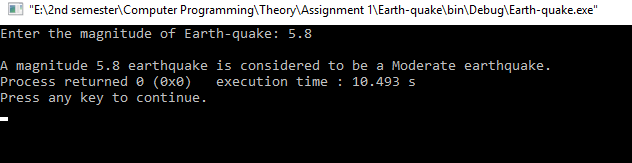 "E:\2nd semester\Computer Programming\Theory\Assignment 1\Earth-quake\bin\Debug\Earth-quake.exe"
Enter the magnitude of Earth-quake: 5.8
A magnitude 5.8 earthquake is considered to be a Moderate earthquake.
Process returned 0 (0x0)   execution time : 10.493 s
Press any key to continue.